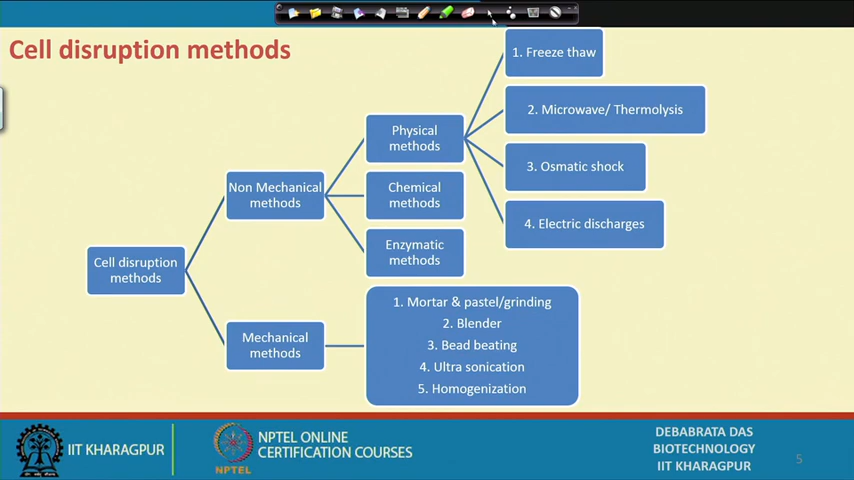 Cell disruption methods
1. Freeze thaw
2. Microwave/ Thermolysis
3. Osmatic shock
4. Electric discharges
Physical
methods
Chemical
methods
Enzymatic
methods
Non Mechanical
methods
Cell disruption
methods
Mechanical
methods
1. Mortar & pastel/grinding
2. Blender
3. Bead beating
4. Ultra sonication
5. Homogenization
IIT KHARAGPUR
NPTEL
NPTEL ONLINE
CERTIFICATION COURSES
DEBABRATA DAS
BIOTECHNOLOGY
IIT KHARAGPUR
5